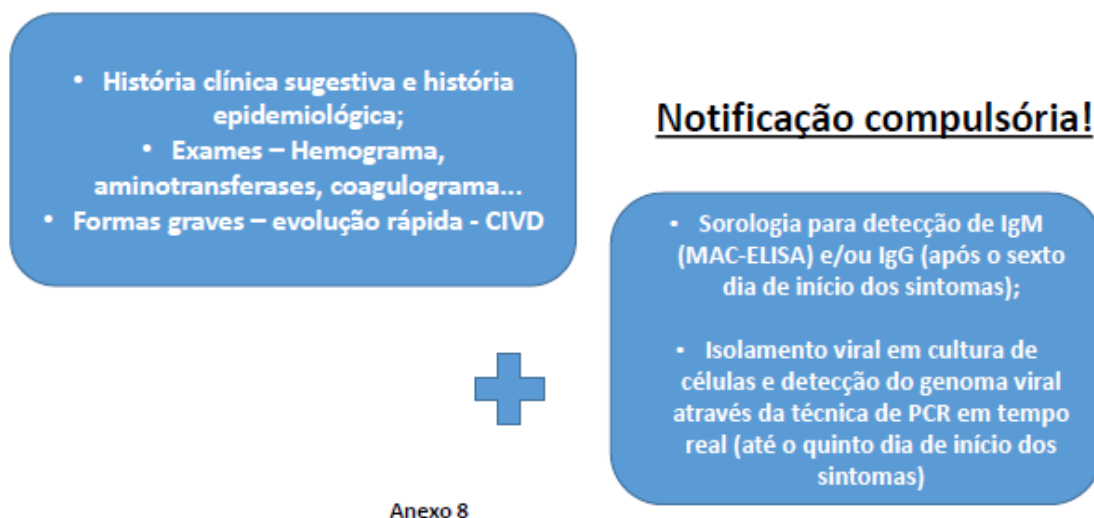 • História clínica sugestiva e história
epidemiológica;
• Exames – Hemograma,
aminotransferases, coagulograma...
• Formas graves – evolução rápida - CIVD
Notificação compulsória!
• Sorologia para detecção de IgM
(MAC-ELISA) e/ou IgG (após o sexto
dia de início dos sintomas);
• Isolamento viral em cultura de
células e detecção do genoma viral
através da técnica de PCR em tempo
real (até o quinto dia de início dos
sintomas)
Anexo 8